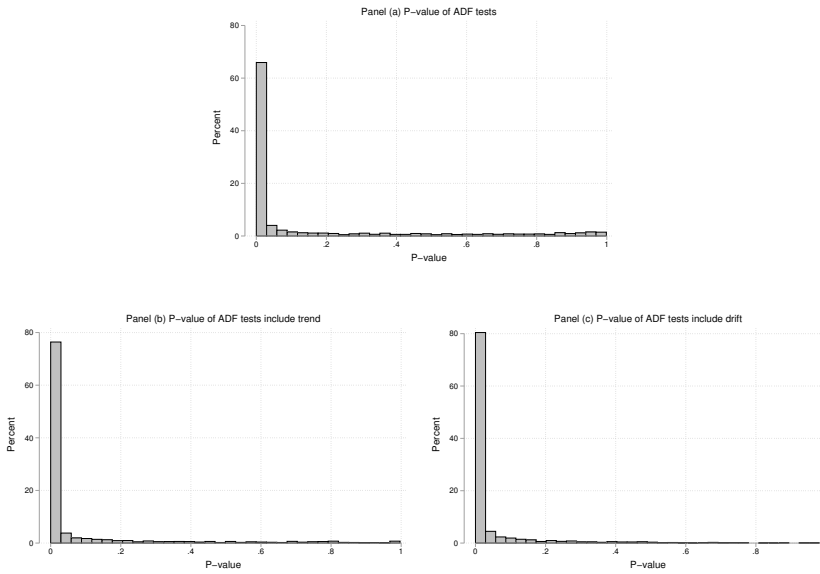 Panel (a) P−value of ADF tests
80
60
40
20
0
Percent
0 .2 .4 .6 .8 1
P−value
Panel (b) P−value of ADF tests include trend
80
60
40
20
0
Percent
0 .2 .4 .6 .8 1
P−value
Panel (c) P−value of ADF tests include drift
80
60
40
20
0
Percent
0 .2 .4 .6 .8
P−value